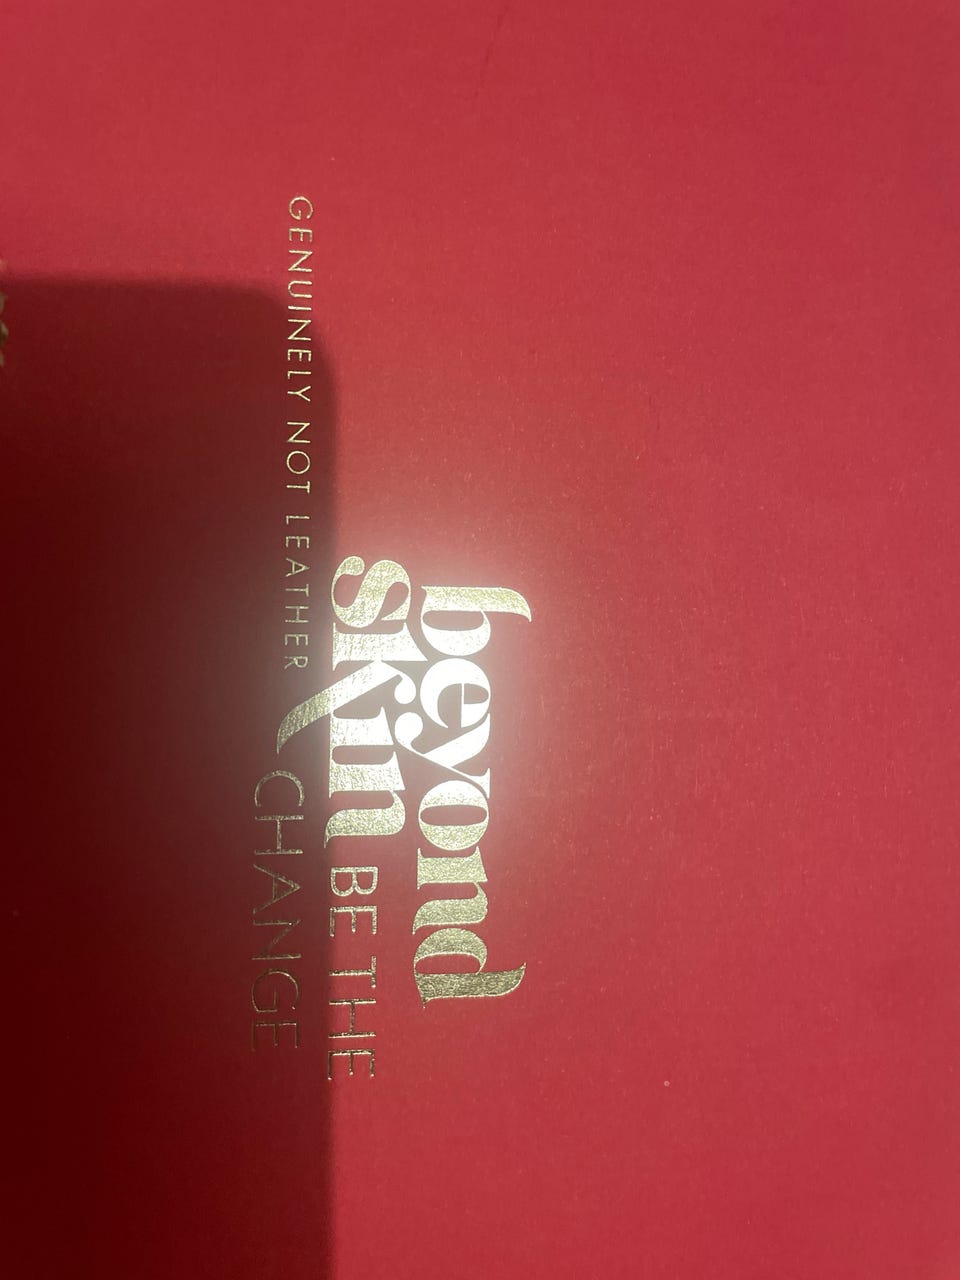 beyond
skin BE THE
GENUINELY NOT LEATHER CHANGE